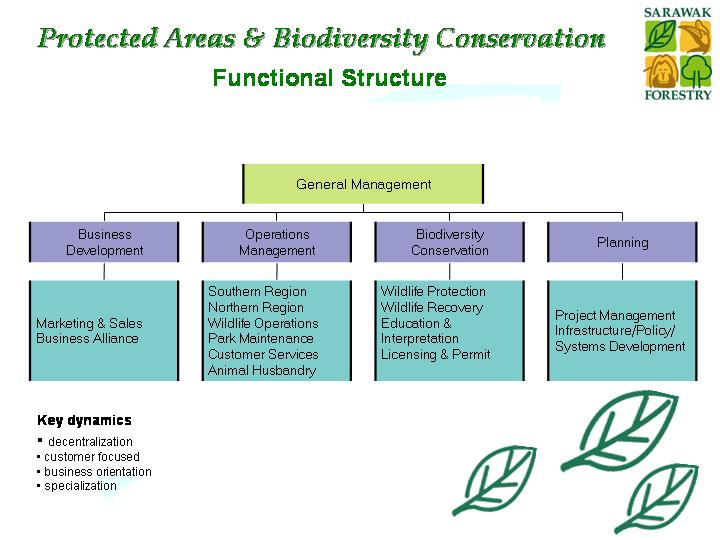 Protected Areas & Biodiversity Conservation
Functional Structure
SARAWAK
FORESTRY
General Management
Business
Development
Operations
Management
Biodiversity
Conservation
Planning
Marketing & Sales
Business Alliance
Southern Region
Northern Region
Wildlife Operations
Park Maintenance
Customer Services
Animal Husbandry
Wildlife Protection
Wildlife Recovery
Education &
Interpretation
Licensing & Permit
Project Management
Infrastructure/Policy/
Systems Development
Key dynamics
▪ decentralization
• customer focused
• business orientation
• specialization